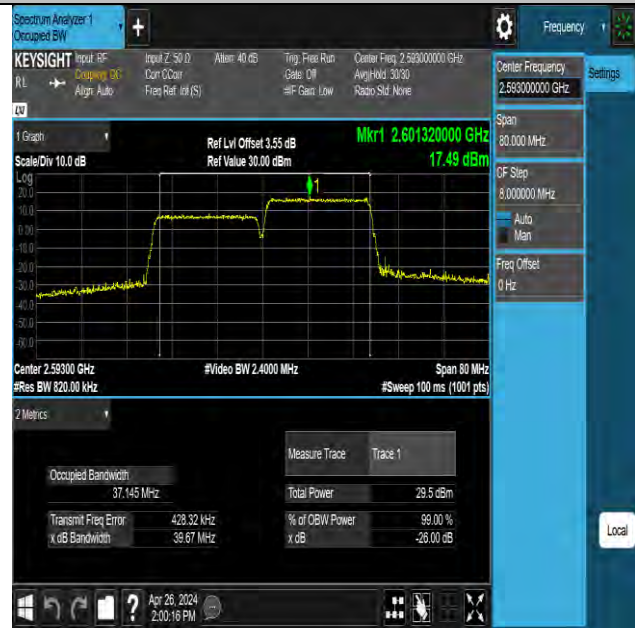 Spectrum Analyzer 1
Occupied BW
+
Frequency
KEYSIGHT
RL
LXI
Input: RF
Coupling: DC
Align: Auto
Input Z: 50 Ω
Corr CCorr
Freq Ref: Int (S)
Atten: 40 dB
Trig: Free Run
Gate: Off
#IF Gain: Low
Center Freq: 2.593000000 GHz
Avg|Hold: 30/30
Radio Std: None
Center Frequency
2.593000000 GHz
Settings
Span
80.000 MHz
CF Step
8.000000 MHz
Auto
Man
Freq Offset
0 Hz
1 Graph
Scale/Div 10.0 dB
Ref Lvl Offset 3.55 dB
Ref Value 30.00 dBm
Mkr1 2.601320000 GHz
17.49 dBm
Log
20.0
10.0
0.00
-10.0
-20.0
-30.0
-40.0
-50.0
-60.0
1
Center 2.59300 GHz
#Res BW 820.00 kHz
#Video BW 2.4000 MHz
Span 80 MHz
#Sweep 100 ms (1001 pts)
2 Metrics
Measure Trace Trace 1
Occupied Bandwidth
37.145 MHz
Total Power 29.5 dBm
Transmit Freq Error 428.32 kHz
% of OBW Power 99.00 %
x dB Bandwidth 39.67 MHz
x dB -26.00 dB
Local
?
Apr 26, 2024
2:00:16 PM